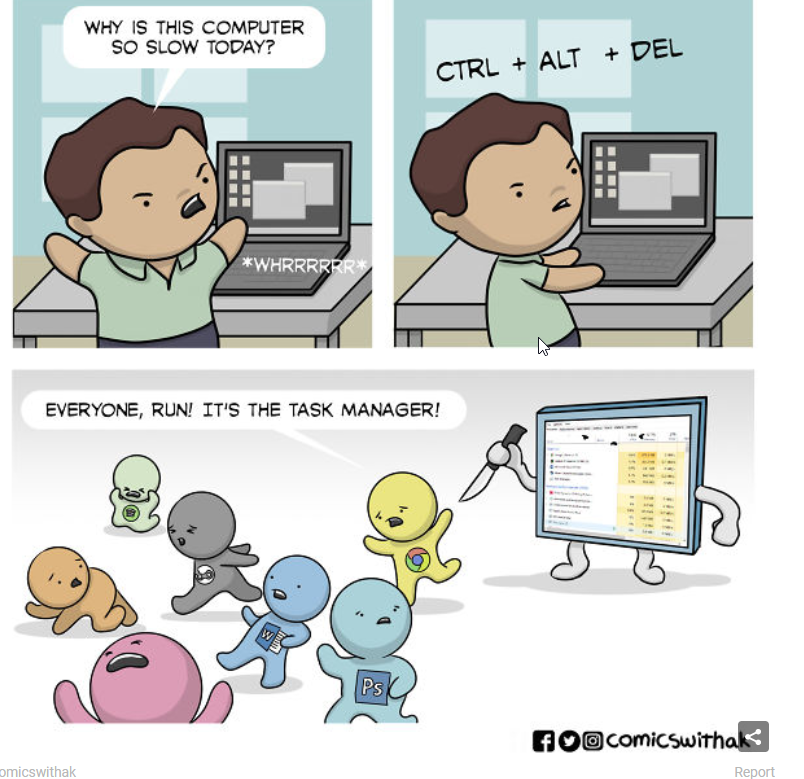 WHY IS THIS COMPUTER
SO SLOW TODAY?
CTRL + ALT + DEL
*WHRRRRRR*
EVERYONE, RUN! IT'S THE TASK MANAGER!
W
Ps
comicswithak
omicswithak
Report